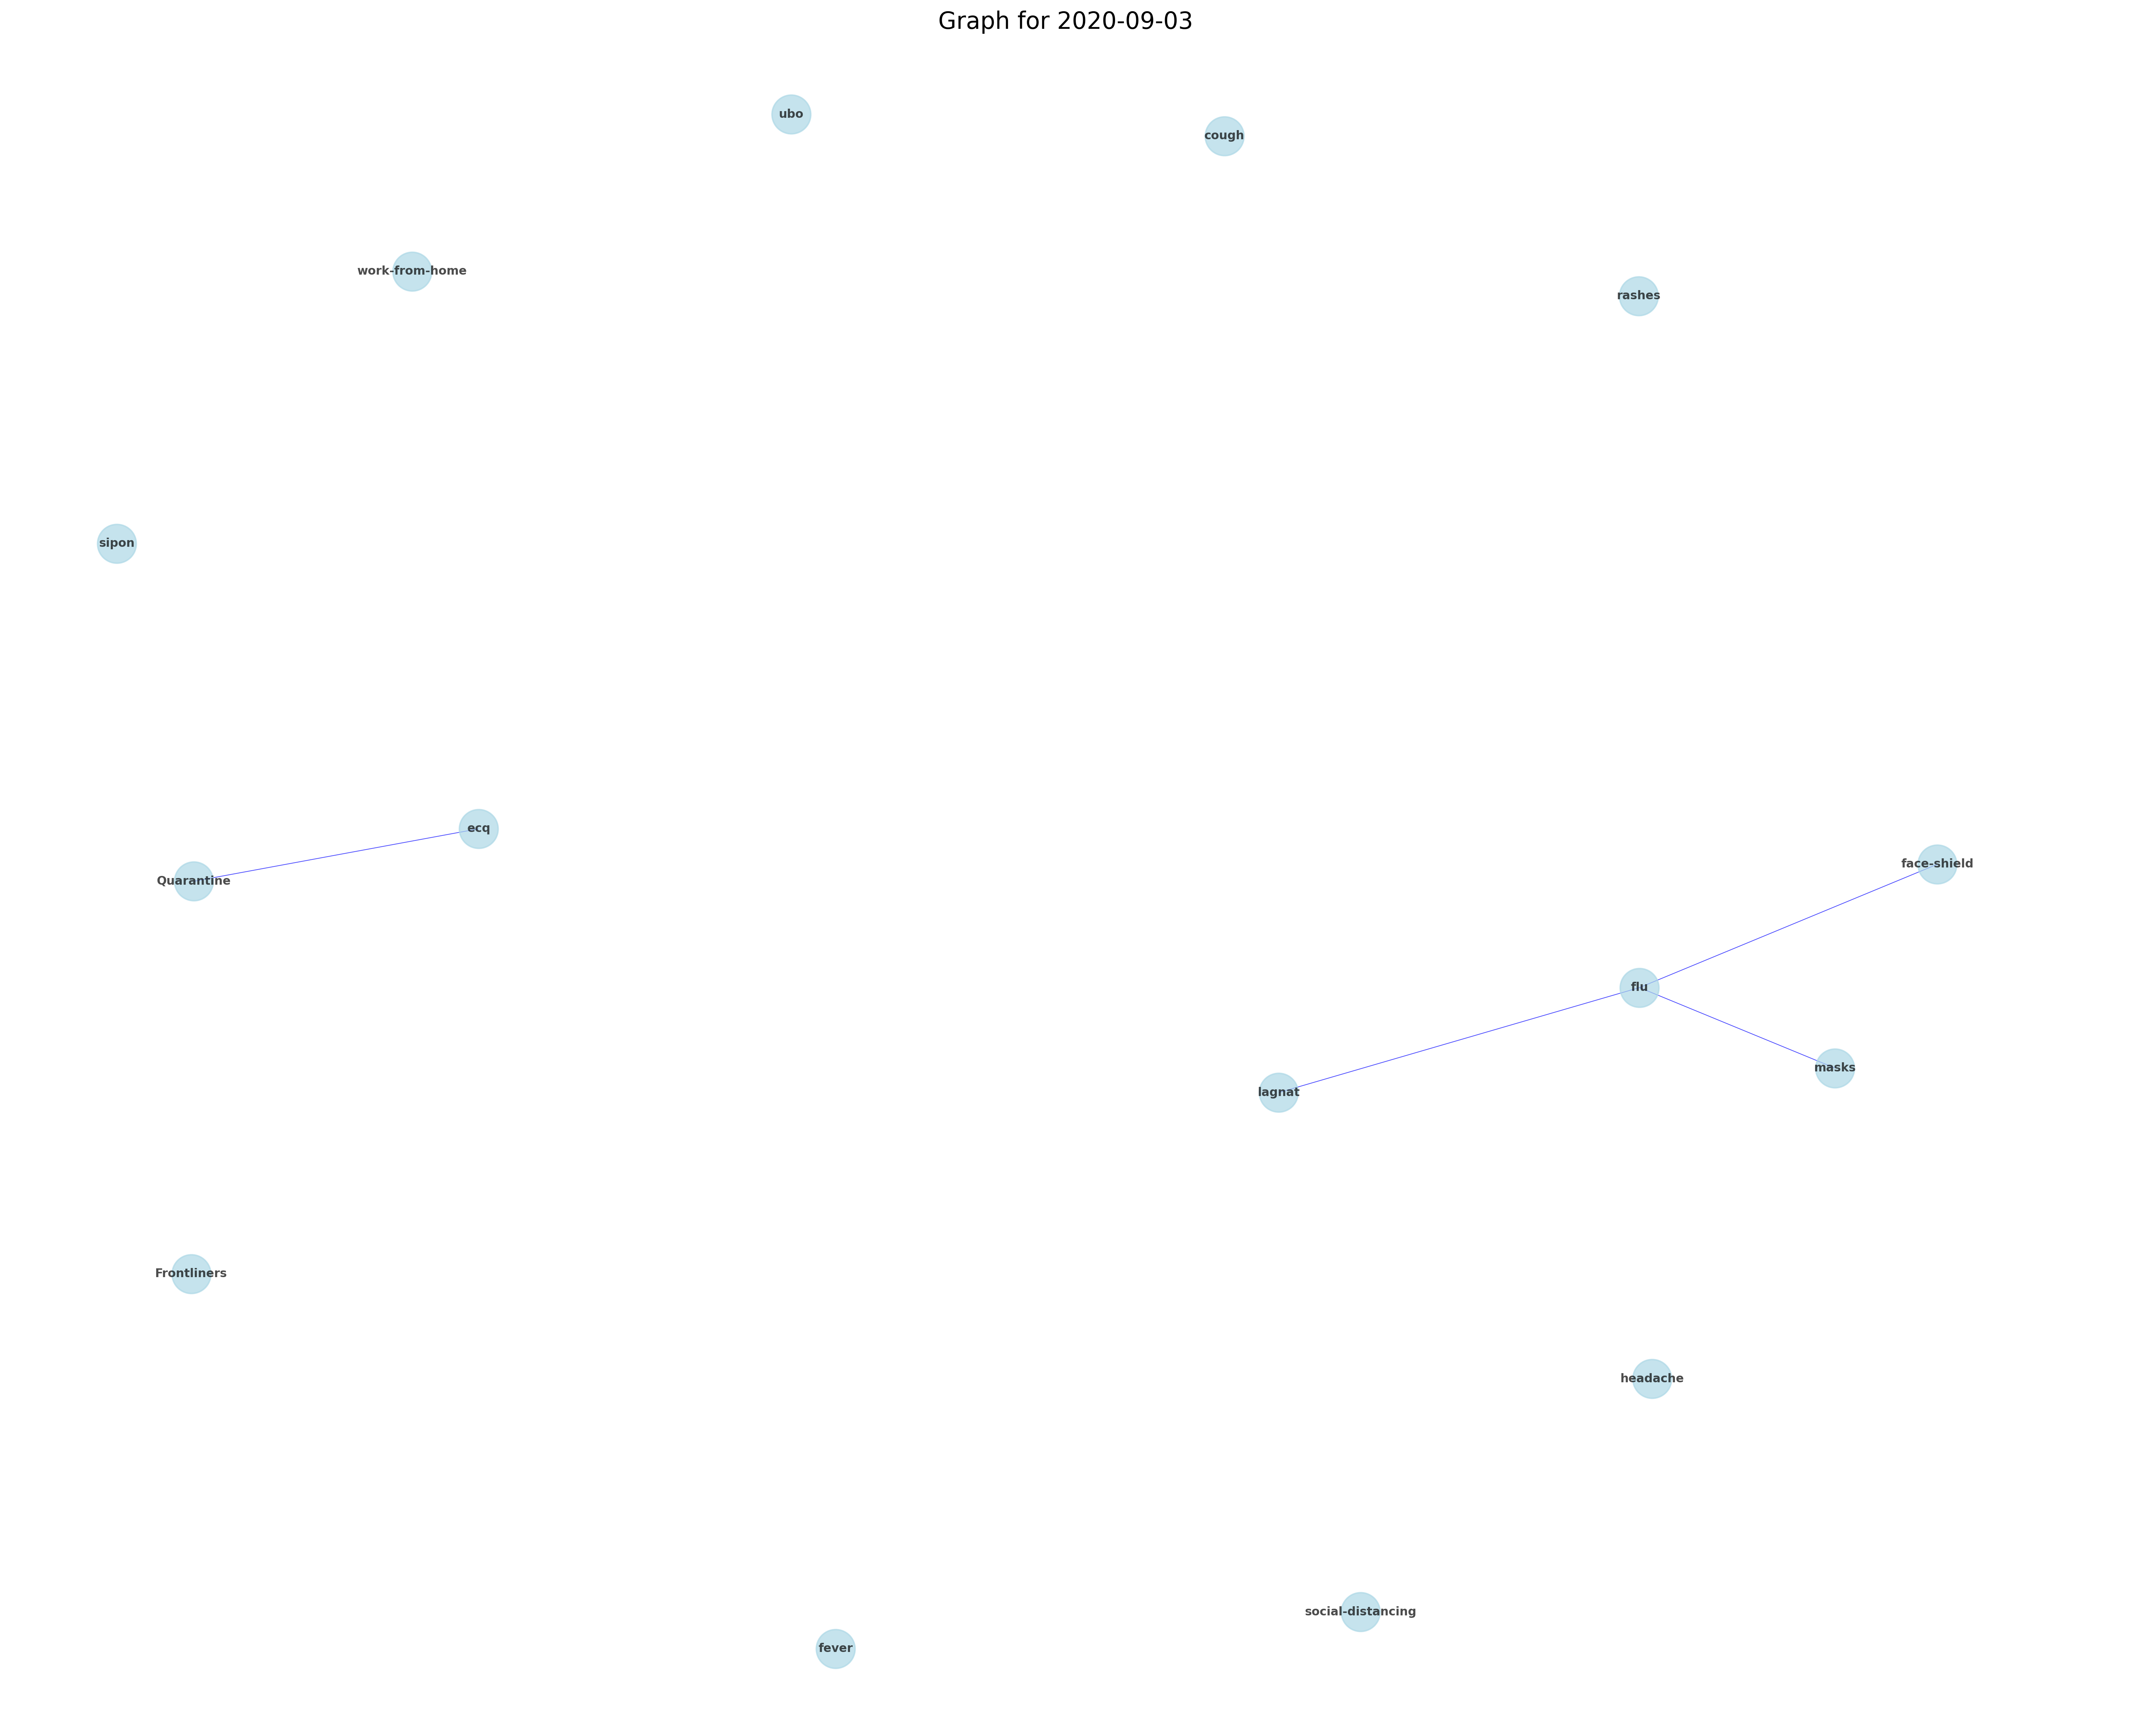 Graph for 2020-09-03
ubo
cough
work-from-home
rashes
sipon
ecq
face-shield
Quarantine
flu
masks
lagnat
Frontliners
headache
social-distancing
fever